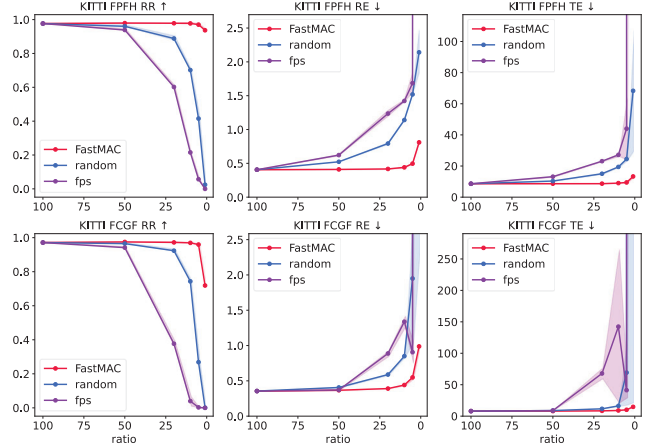 KITTI FPFH RR ↑
1.0
0.8
0.6
0.4
0.2
0.0
FastMAC
random
fps
100
75
50
25
0
KITTI FPFH RE ↓
2.5
2.0
1.5
1.0
0.5
0.0
FastMAC
random
fps
100
75
50
25
0
KITTI FPFH TE ↓
100
80
60
40
20
0
FastMAC
random
fps
100
75
50
25
0
KITTI FCGF RR ↑
1.0
0.8
0.6
0.4
0.2
0.0
FastMAC
random
fps
100
75
50
25
0
ratio
KITTI FCGF RE ↓
2.5
2.0
1.5
1.0
0.5
0.0
FastMAC
random
fps
100
75
50
25
0
ratio
KITTI FCGF TE ↓
250
200
150
100
50
0
FastMAC
random
fps
100
75
50
25
0
ratio